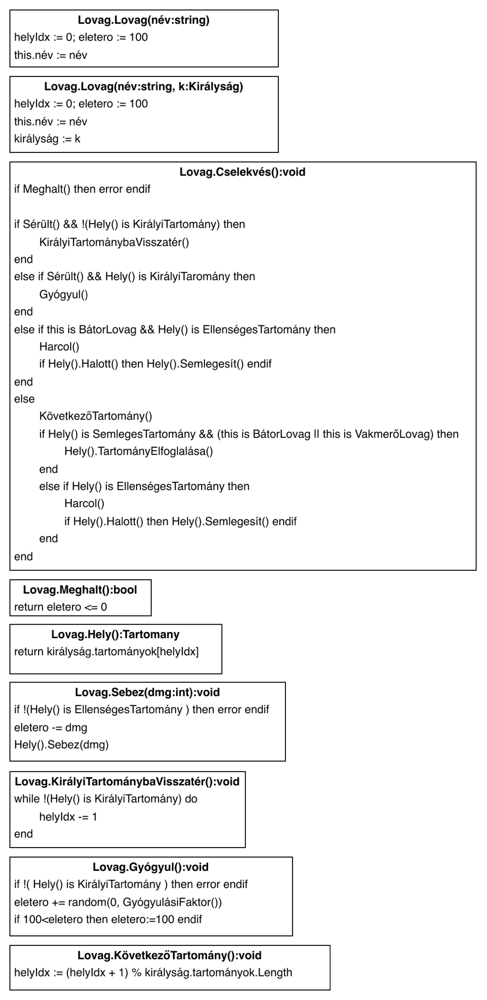 Lovag.Lovag(név:string)
helyIdx := 0; eletero := 100
this.név := név
Lovag.Lovag(név:string, k:Királyság)
helyIdx := 0; eletero := 100
this.név := név
királyság := k
Lovag.Cselekvés():void
if Meghalt() then error endif
if Sérült() && !(Hely() is KirályiTartomány) then
KirályiTartománybaVisszatér()
end
else if Sérült() && Hely() is KirályiTaromány then
Gyógyul()
end
else if this is BátorLovag && Hely() is EllenségesTartomány then
Harcol()
if Hely().Halott() then Hely().Semlegesít() endif
end
else
KövetkezőTartomány()
if Hely() is SemlegesTartomány && (this is BátorLovag || this is VakmerőLovag) then
Hely().TartományElfoglalása()
end
else if Hely() is EllenségesTartomány then
Harcol()
if Hely().Halott() then Hely().Semlegesít() endif
end
end
Lovag.Meghalt():bool
return eletero <= 0
Lovag.Hely():Tartomany
return királyság.tartományok[helyIdx]
Lovag.Sebez(dmg:int):void
if !(Hely() is EllenségesTartomány ) then error endif
eletero -= dmg
Hely().Sebez(dmg)
Lovag.KirályiTartománybaVisszatér():void
while !(Hely() is KirályiTartomány) do
helyIdx -= 1
end
Lovag.Gyógyul():void
if !( Hely() is KirályiTartomány ) then error endif
eletero += random(0, GyógyulásiFaktor())
if 100<eletero then eletero:=100 endif
Lovag.KövetkezőTartomány():void
helyIdx := (helyIdx + 1) % királyság.tartományok.Length